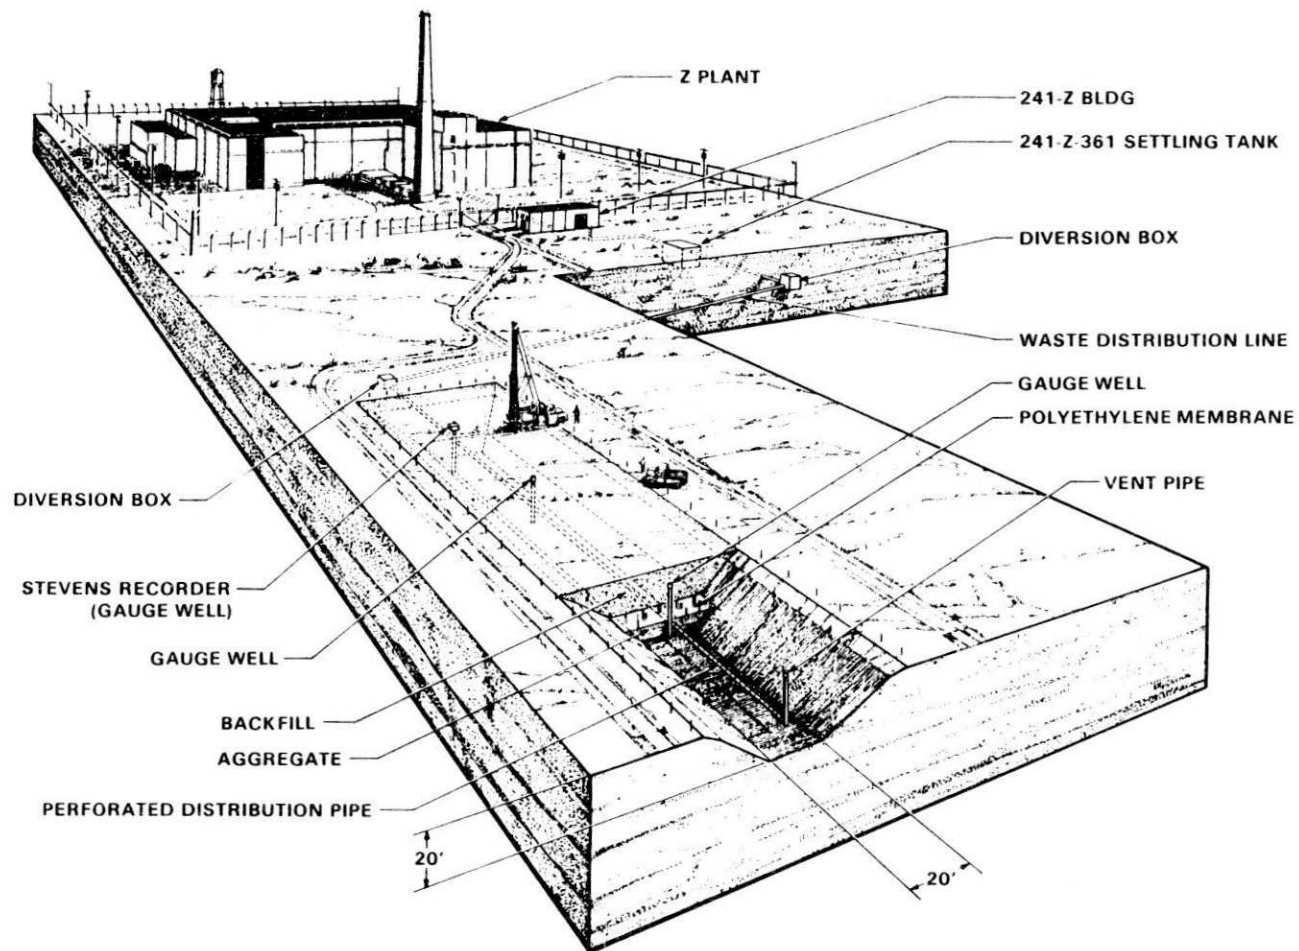 Z PLANT
241-Z BLDG
241-Z-361 SETTLING TANK
DIVERSION BOX
WASTE DISTRIBUTION LINE
GAUGE WELL
POLYETHYLENE MEMBRANE
VENT PIPE
DIVERSION BOX
STEVENS RECORDER
(GAUGE WELL)
GAUGE WELL
BACKFILL
AGGREGATE
PERFORATED DISTRIBUTION PIPE
20'
20'